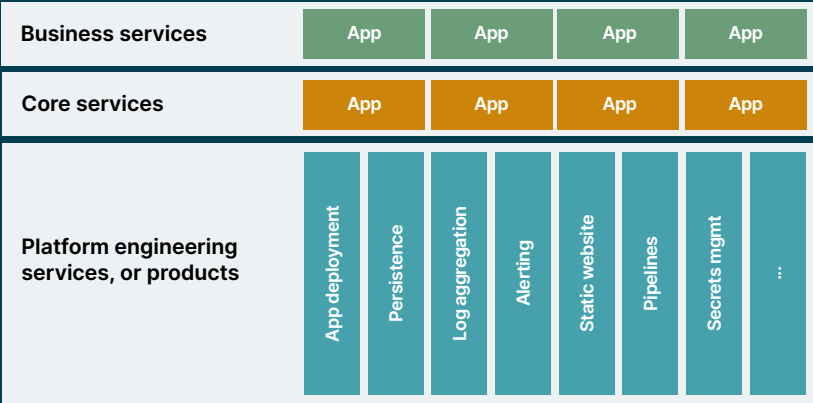 Business services
App
App
App
App
Core services
App
App
App
App
Platform engineering
services, or products
App deployment
Persistence
Log aggregation
Alerting
Static website
Pipelines
Secrets mgmt
...